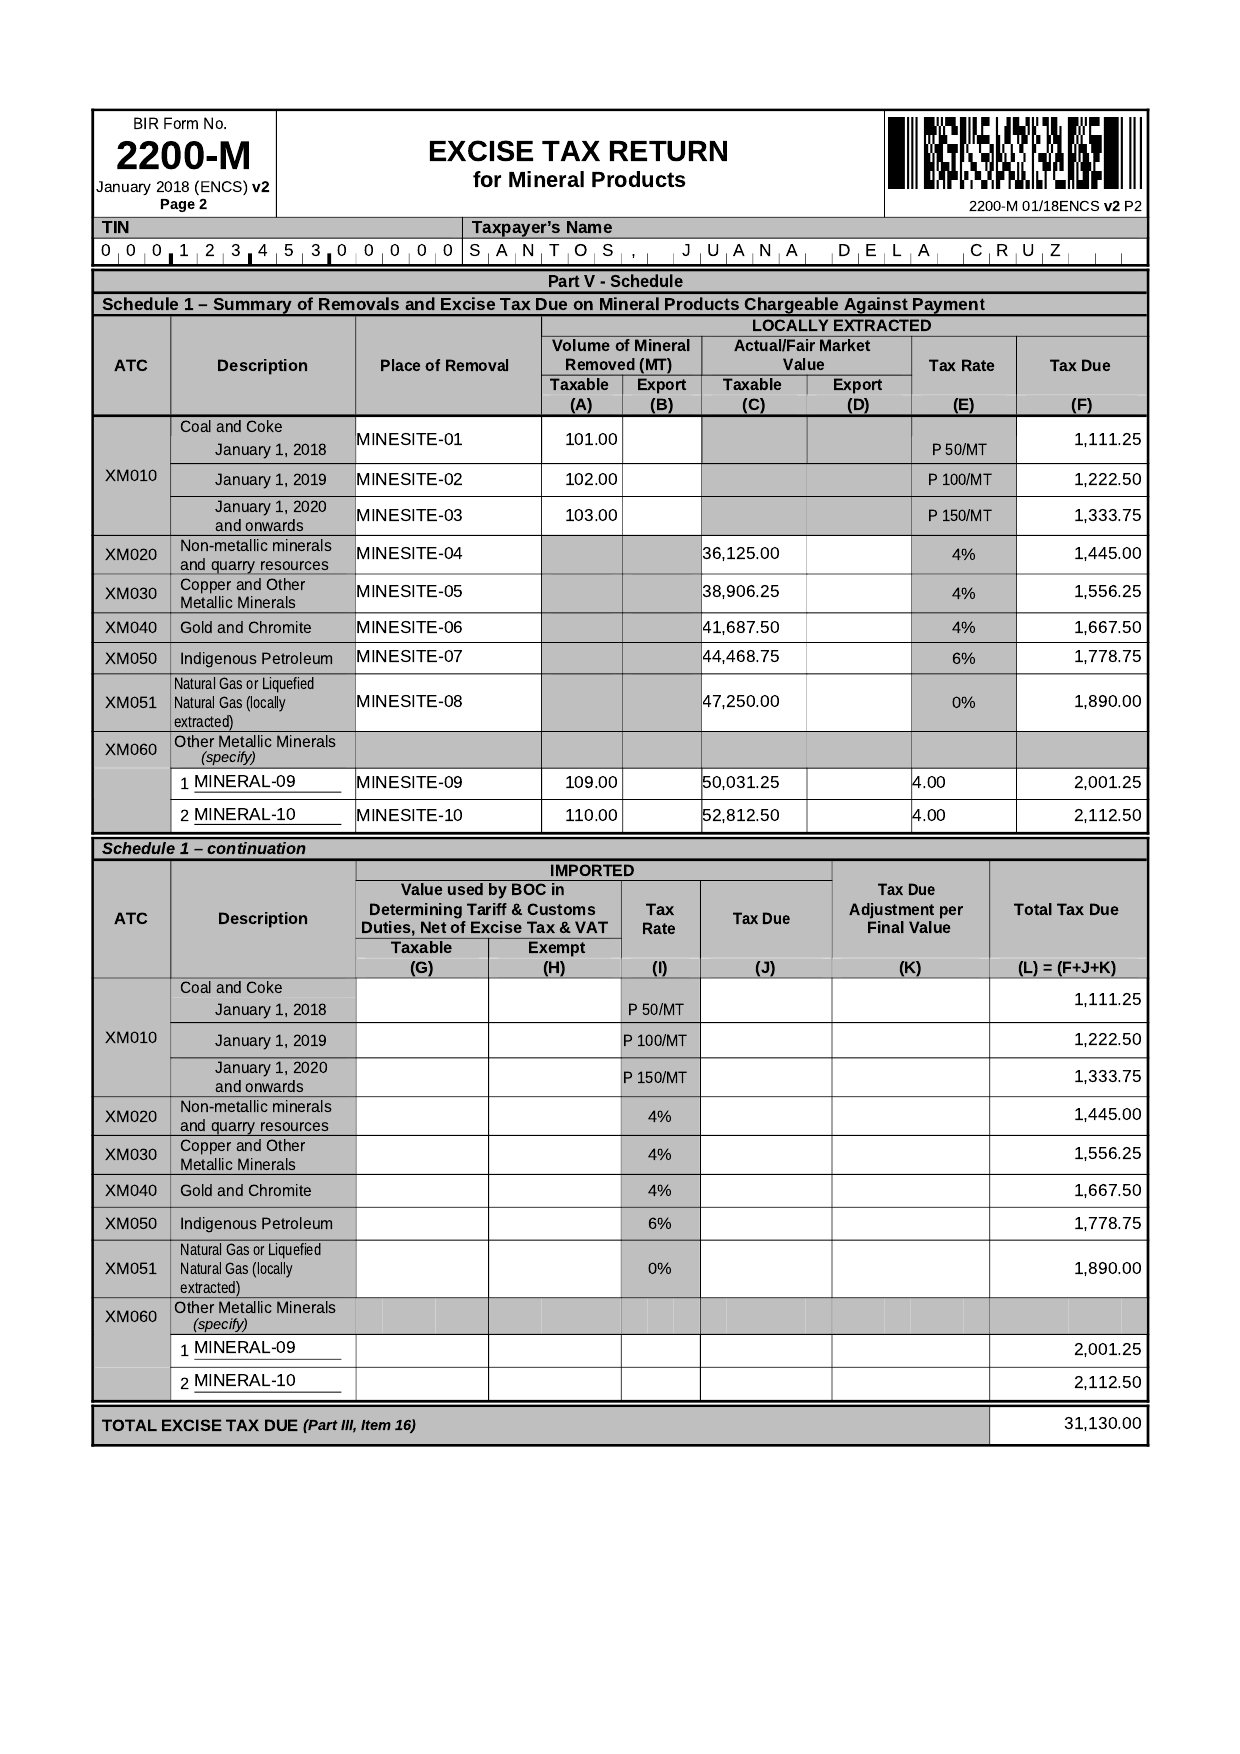 BIR Form No.
2200-M
January 2018 (ENCS) v2
Page 2
EXCISE TAX RETURN
for Mineral Products
2200-M 01/18ENCS v2 P2
TIN Taxpayer's Name
0 0 0 1 2 3 4 5 3 0 0 0 0 0 S A N T O S , J U A N A D E L A C R U Z
Part V - Schedule
Schedule 1 – Summary of Removals and Excise Tax Due on Mineral Products Chargeable Against Payment
LOCALLY EXTRACTED
ATC Description Place of Removal
Volume of Mineral Removed (MT)
Actual/Fair Market Value
Tax Rate Tax Due
Taxable Export Taxable Export
(A) (B) (C) (D) (E) (F)
XM010
Coal and Coke
January 1, 2018 MINESITE-01 101.00 P 50/MT 1,111.25
January 1, 2019 MINESITE-02 102.00 P 100/MT 1,222.50
January 1, 2020
and onwards MINESITE-03 103.00 P 150/MT 1,333.75
XM020 Non-metallic minerals
and quarry resources MINESITE-04 36,125.00 4% 1,445.00
XM030 Copper and Other
Metallic Minerals MINESITE-05 38,906.25 4% 1,556.25
XM040 Gold and Chromite MINESITE-06 41,687.50 4% 1,667.50
XM050 Indigenous Petroleum MINESITE-07 44,468.75 6% 1,778.75
XM051 Natural Gas or Liquefied
Natural Gas (locally
extracted) MINESITE-08 47,250.00 0% 1,890.00
XM060 Other Metallic Minerals
(specify)
1 MINERAL-09 MINESITE-09 109.00 50,031.25 4.00 2,001.25
2 MINERAL-10 MINESITE-10 110.00 52,812.50 4.00 2,112.50
Schedule 1 – continuation
IMPORTED
ATC Description
Value used by BOC in
Determining Tariff & Customs
Duties, Net of Excise Tax & VAT
Tax
Rate
Tax Due
Tax Due
Adjustment per
Final Value
Total Tax Due
Taxable Exempt
(G) (H) (I) (J) (K) (L) = (F+J+K)
XM010
Coal and Coke
January 1, 2018 P 50/MT 1,111.25
January 1, 2019 P 100/MT 1,222.50
January 1, 2020
and onwards P 150/MT 1,333.75
XM020 Non-metallic minerals
and quarry resources 4% 1,445.00
XM030 Copper and Other
Metallic Minerals 4% 1,556.25
XM040 Gold and Chromite 4% 1,667.50
XM050 Indigenous Petroleum 6% 1,778.75
XM051 Natural Gas or Liquefied
Natural Gas (locally
extracted) 0% 1,890.00
XM060 Other Metallic Minerals
(specify)
1 MINERAL-09 2,001.25
2 MINERAL-10 2,112.50
TOTAL EXCISE TAX DUE (Part III, Item 16) 31,130.00